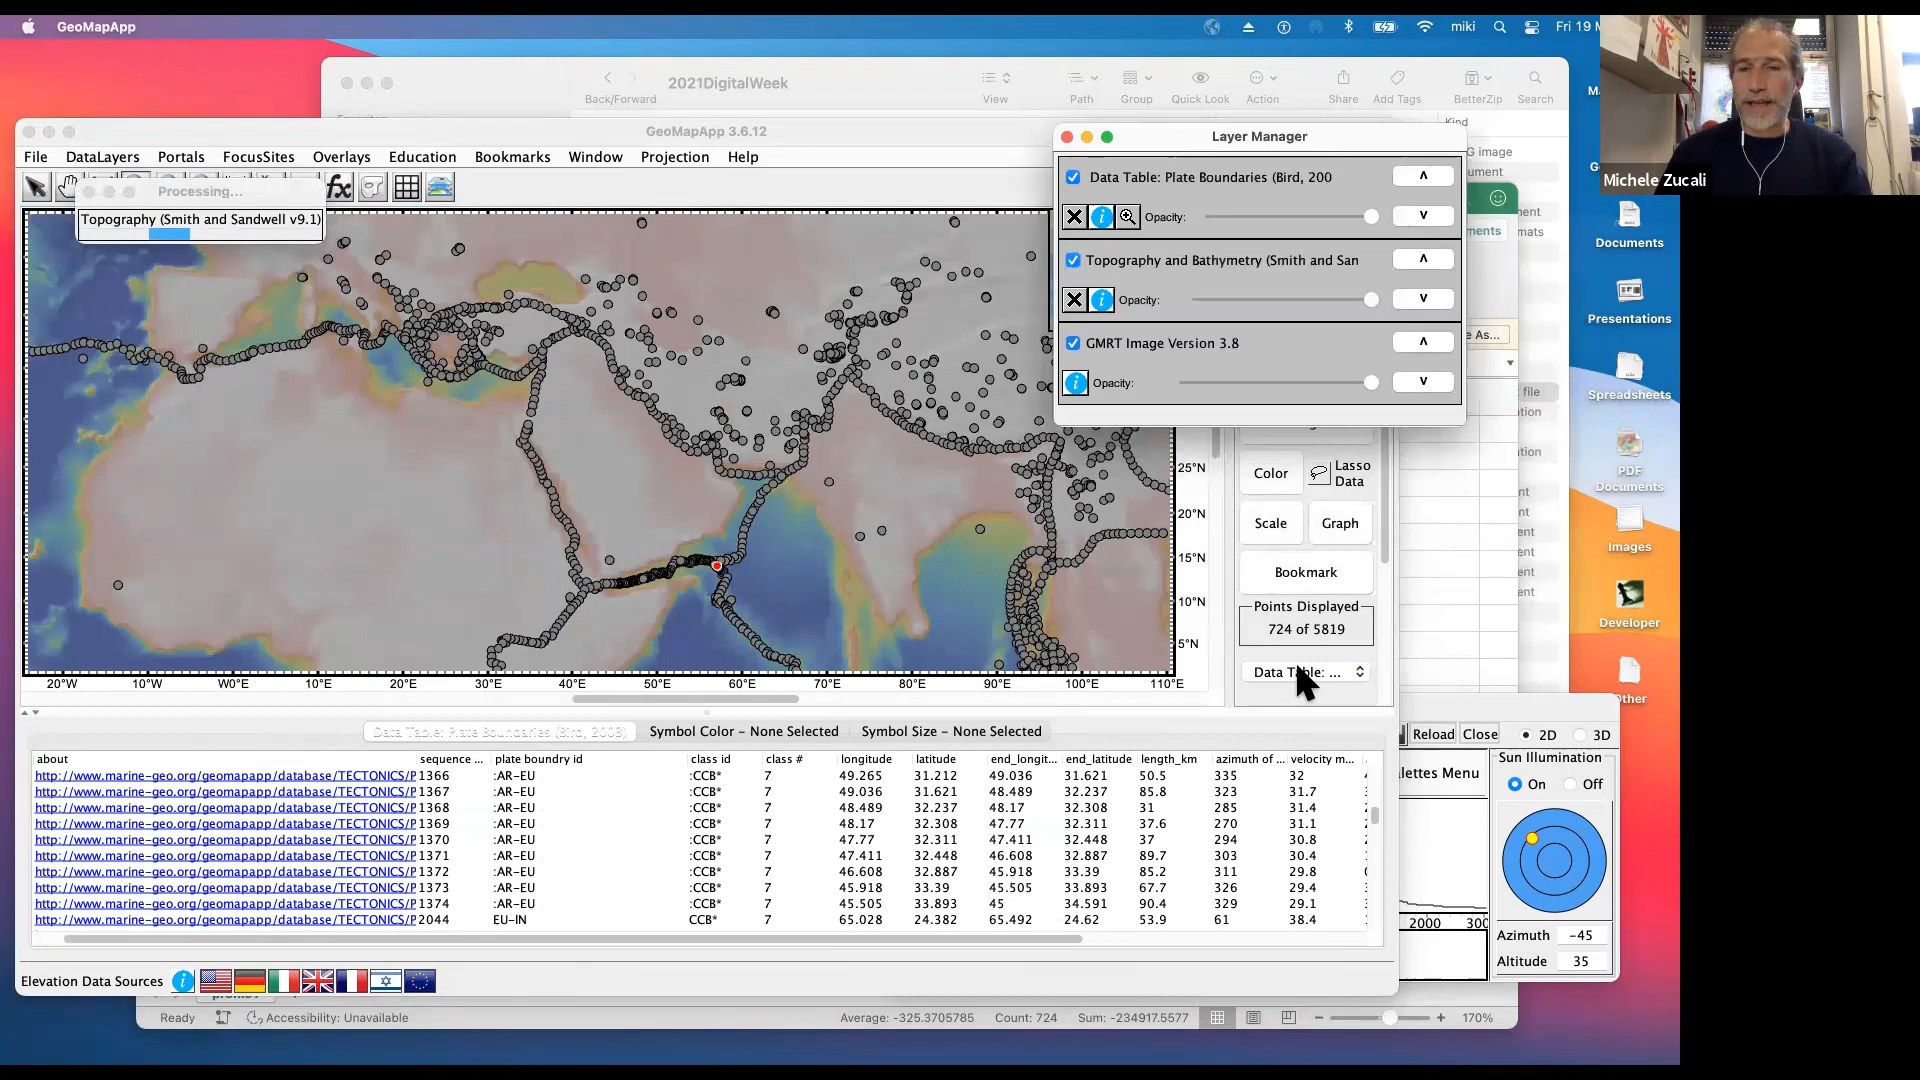 GeoMapApp
miki
Fri 19 M
Back/Forward
2021DigitalWeek
View
Path
Group
Quick Look
Action
Share
Add Tags
BetterZip
Search
Kind
Michele Zucali
GeoMapApp 3.6.12
File DataLayers Portals FocusSites Overlays Education Bookmarks Window Projection Help
Processing...
Topography (Smith and Sandwell v9.1)
Layer Manager
Data Table: Plate Boundaries (Bird, 200
Opacity:
Topography and Bathymetry (Smith and San
Opacity:
GMRT Image Version 3.8
Opacity:
Color
Lasso Data
Scale
Graph
Bookmark
Points Displayed
724 of 5819
Data Table: ...
25°N
20°N
15°N
10°N
5°N
20°W 10°W W0°E 10°E 20°E 30°E 40°E 50°E 60°E 70°E 80°E 90°E 100°E 110°E
Data Table: Plate Boundaries (Bird, 2003) Symbol Color - None Selected Symbol Size - None Selected
about sequence ... plate boundry id class id class # longitude latitude end_longit... end_latitude length_km azimuth of ... velocity m...
http://www.marine-geo.org/geomapapp/database/TECTONICS/P 1366 :AR-EU :CCB* 7 49.265 31.212 49.036 31.621 50.5 335 32
http://www.marine-geo.org/geomapapp/database/TECTONICS/P 1367 :AR-EU :CCB* 7 49.036 31.621 48.489 32.237 85.8 323 31.7
http://www.marine-geo.org/geomapapp/database/TECTONICS/P 1368 :AR-EU :CCB* 7 48.489 32.237 48.17 32.308 31 285 31.4
http://www.marine-geo.org/geomapapp/database/TECTONICS/P 1369 :AR-EU :CCB* 7 48.17 32.308 47.77 32.311 37.6 270 31.1
http://www.marine-geo.org/geomapapp/database/TECTONICS/P 1370 :AR-EU :CCB* 7 47.77 32.311 47.411 32.448 37 294 30.8
http://www.marine-geo.org/geomapapp/database/TECTONICS/P 1371 :AR-EU :CCB* 7 47.411 32.448 46.608 32.887 89.7 303 30.4
http://www.marine-geo.org/geomapapp/database/TECTONICS/P 1372 :AR-EU :CCB* 7 46.608 32.887 45.918 33.39 85.2 311 29.8
http://www.marine-geo.org/geomapapp/database/TECTONICS/P 1373 :AR-EU :CCB* 7 45.918 33.39 45.505 33.893 67.7 326 29.4
http://www.marine-geo.org/geomapapp/database/TECTONICS/P 1374 :AR-EU :CCB* 7 45.505 33.893 45 34.591 90.4 329 29.1
http://www.marine-geo.org/geomapapp/database/TECTONICS/P 2044 EU-IN CCB* 7 65.028 24.382 65.492 24.62 53.9 61 38.4
Elevation Data Sources
Ready
Accessibility: Unavailable
Average: -325.3705785
Count: 724
Sum: -234917.5577
170%
Reload Close 2D 3D
lettes Menu
Sun Illumination
On Off
2000 300
Azimuth -45
Altitude 35
Documents
Presentations
Spreadsheets
PDF Documents
Images
Developer
Other